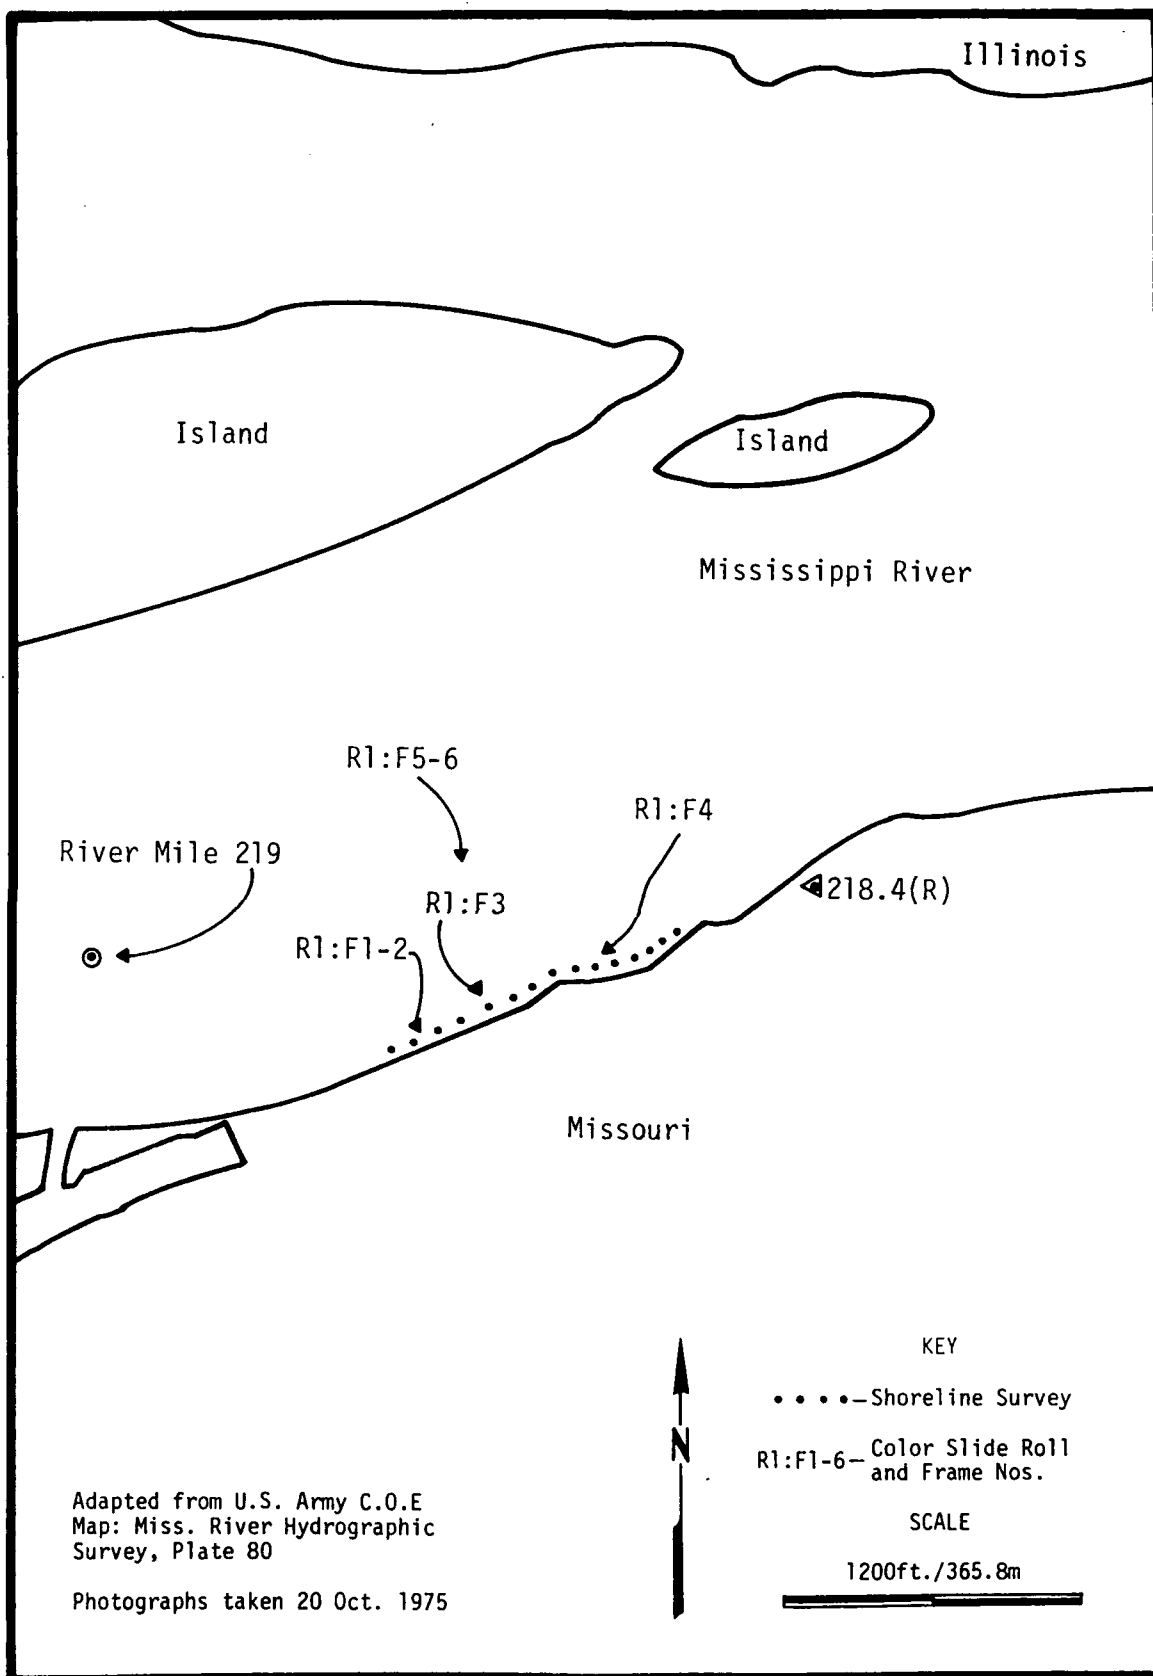 Illinois
Island
Island
Mississippi River
R1:F5-6
R1:F4
River Mile 219
218.4(R)
R1:F3
R1:F1-2
Missouri
KEY
Shoreline Survey
R1:F1-6
Color Slide Roll
and Frame Nos.
N
Adapted from U.S. Army C.O.E
Map: Miss. River Hydrographic
Survey, Plate 80
SCALE
1200ft./365.8m
Photographs taken 20 Oct. 1975